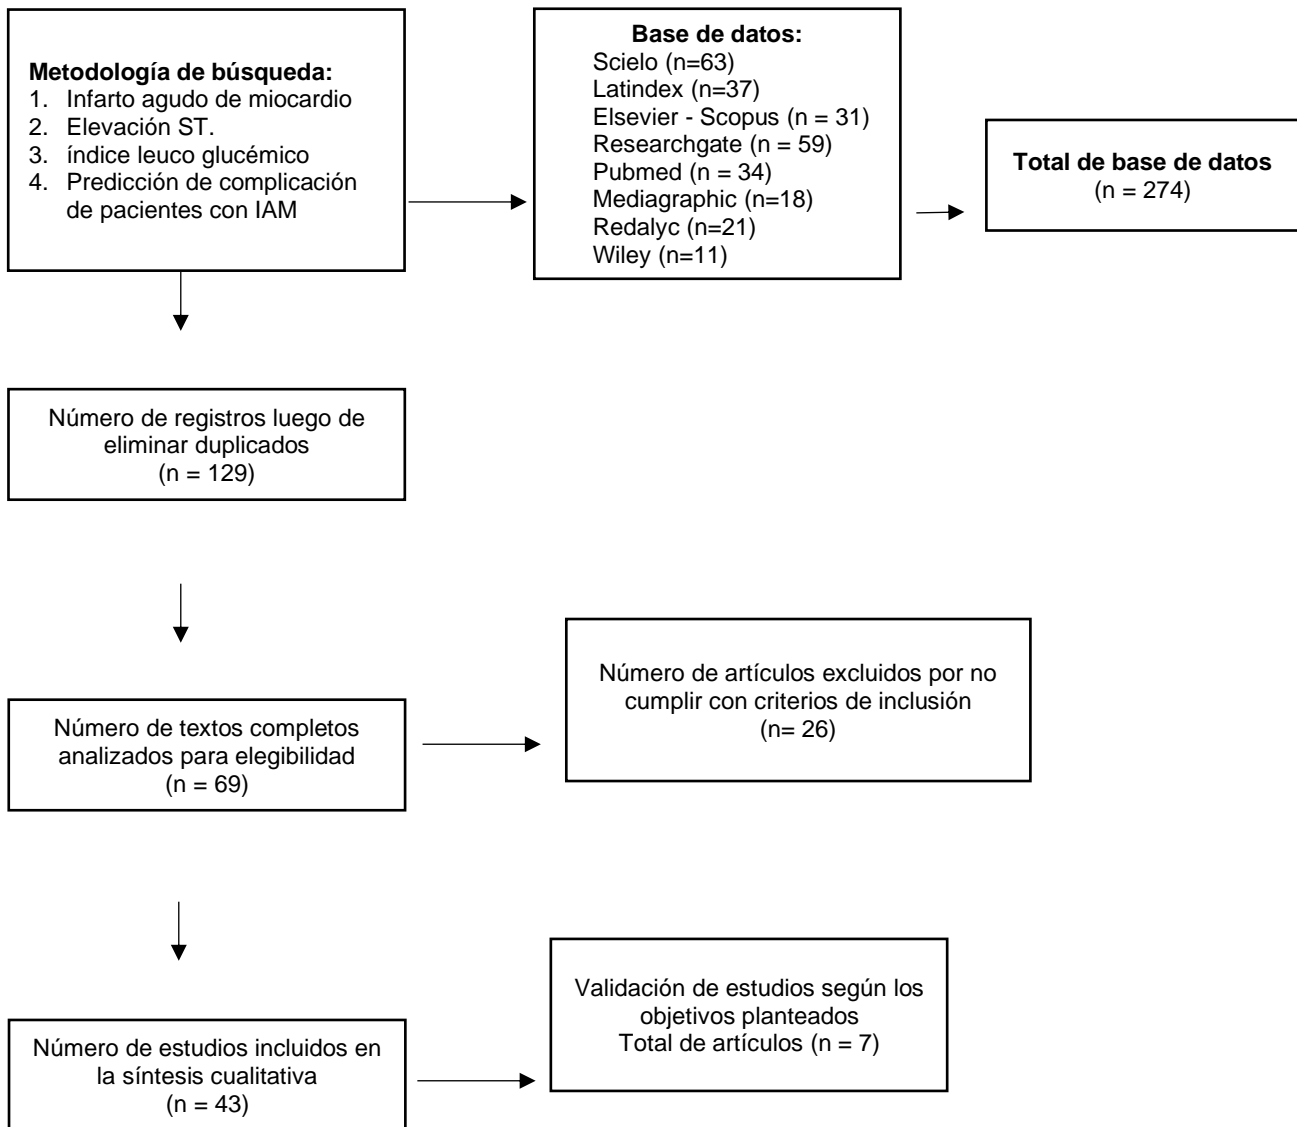 Metodología de búsqueda:
1. Infarto agudo de miocardio
2. Elevación ST.
3. índice leuco glucémico
4. Predicción de complicación
de pacientes con IAM
Base de datos:
Scielo (n=63)
Latindex (n=37)
Elsevier - Scopus (n = 31)
Researchgate (n = 59)
Pubmed (n = 34)
Mediagraphic (n=18)
Redalyc (n=21)
Wiley (n=11)
Total de base de datos
(n = 274)
Número de registros luego de
eliminar duplicados
(n = 129)
Número de textos completos
analizados para elegibilidad
(n = 69)
Número de artículos excluidos por no
cumplir con criterios de inclusión
(n= 26)
Número de estudios incluidos en
la síntesis cualitativa
(n = 43)
Validación de estudios según los
objetivos planteados
Total de artículos (n = 7)